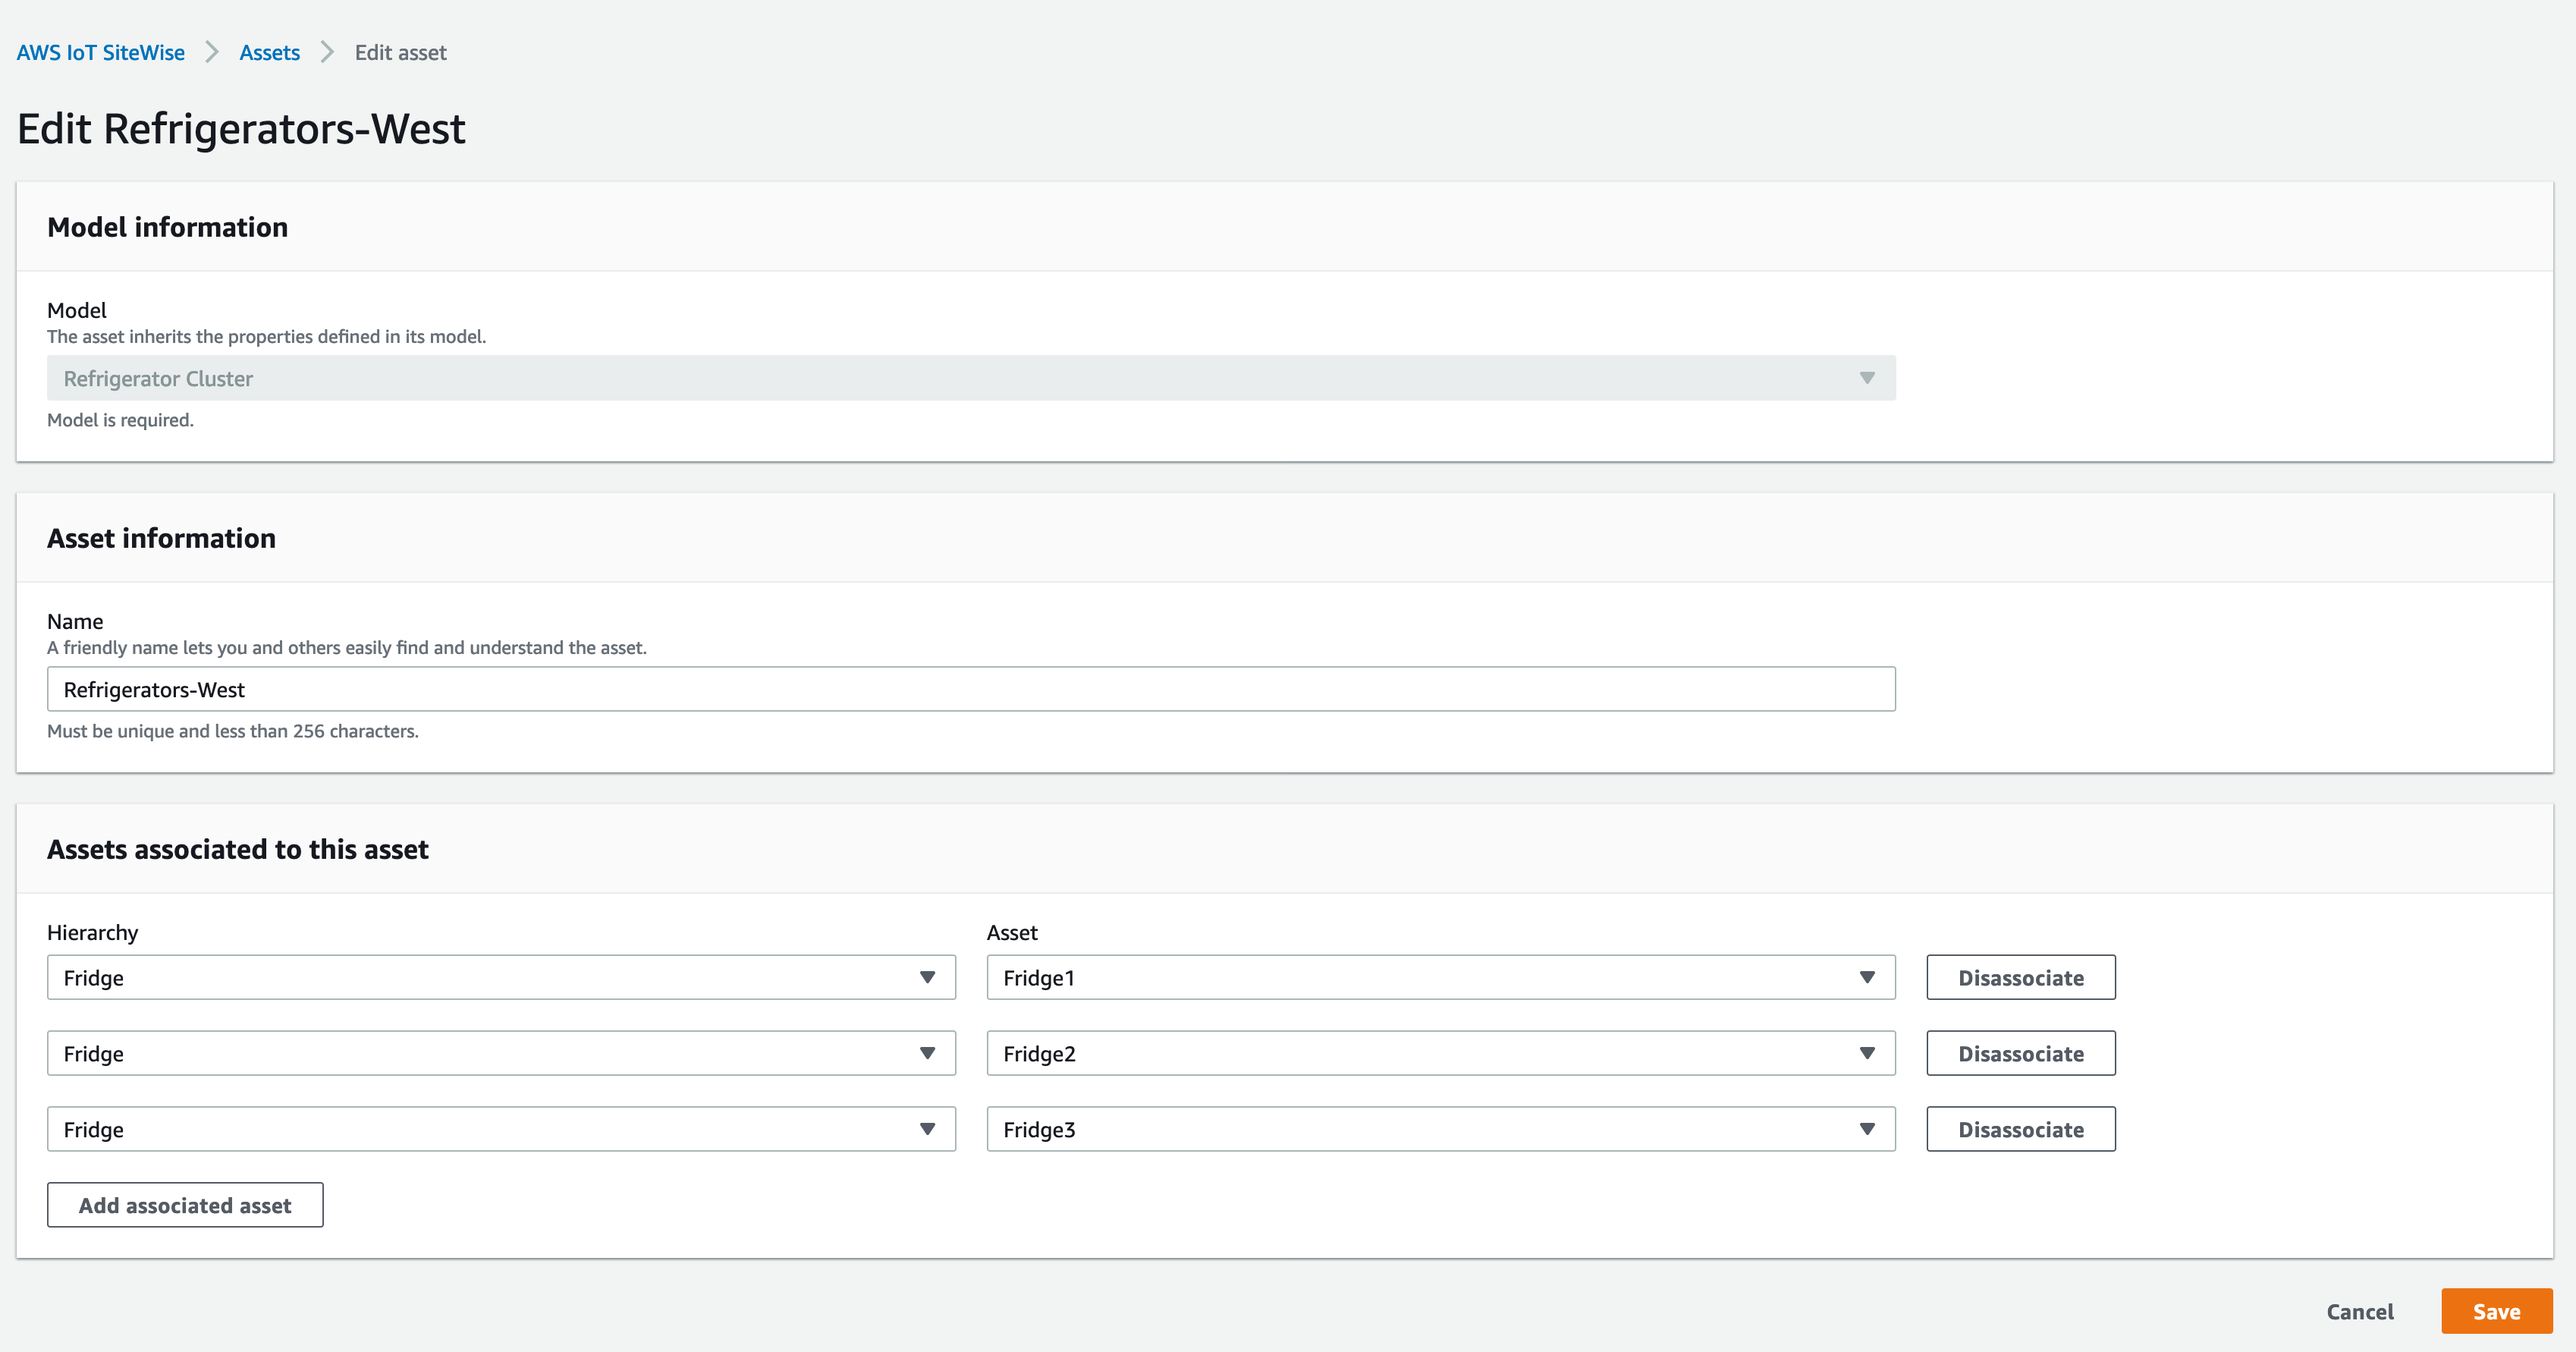 AWS IoT SiteWise > Assets > Edit asset
Edit Refrigerators-West
Model information
Model
The asset inherits the properties defined in its model.
Refrigerator Cluster
Model is required.
Asset information
Name
A friendly name lets you and others easily find and understand the asset.
Refrigerators-West
Must be unique and less than 256 characters.
Assets associated to this asset
Hierarchy Asset
Fridge Fridge1 Disassociate
Fridge Fridge2 Disassociate
Fridge Fridge3 Disassociate
Add associated asset
Cancel Save